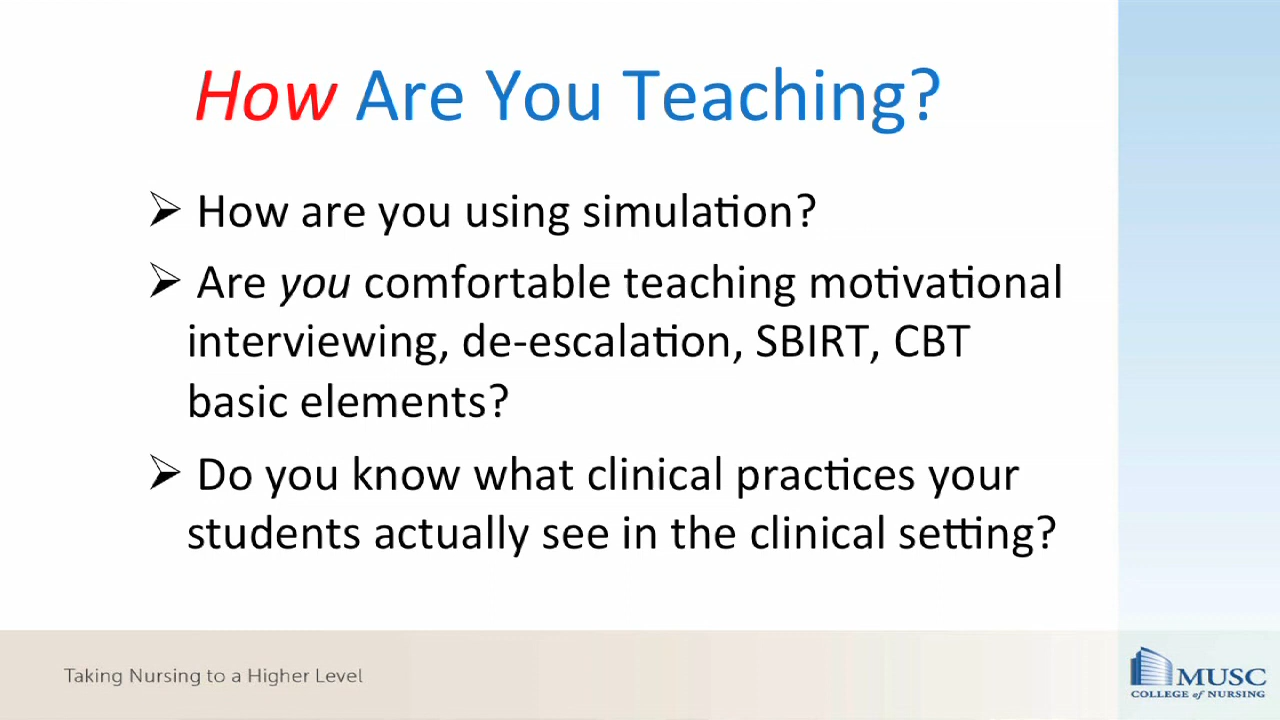 How Are You Teaching?
➢ How are you using simulation?
➢ Are you comfortable teaching motivational
interviewing, de-escalation, SBIRT, CBT
basic elements?
➢ Do you know what clinical practices your
students actually see in the clinical setting?
Taking Nursing to a Higher Level
MUSC
COLLEGE of NURSING